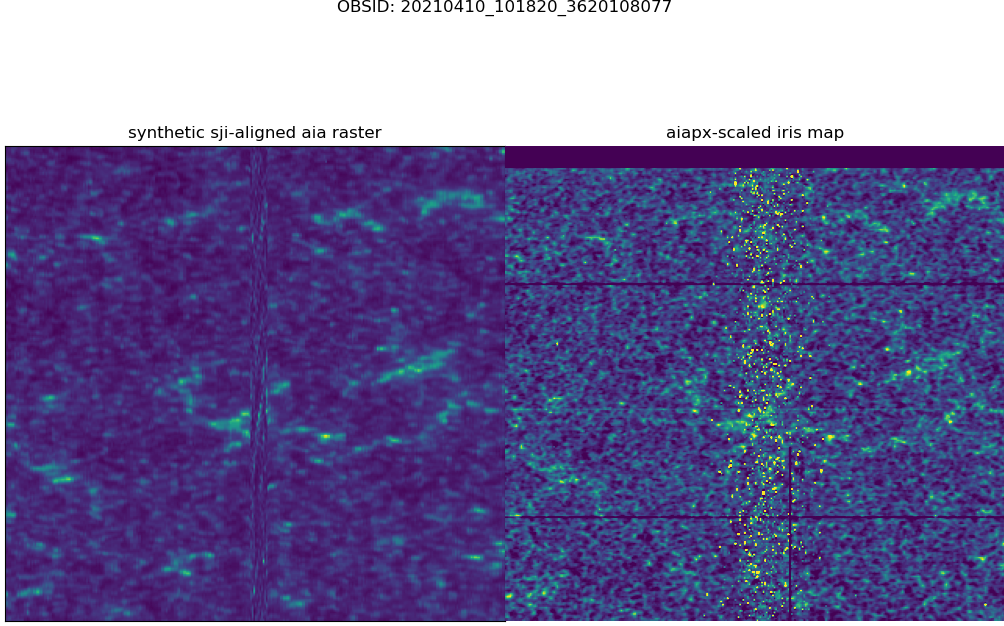 OBSID: 20210410_101820_3620108077
synthetic sji-aligned aia raster
aiapx-scaled iris map